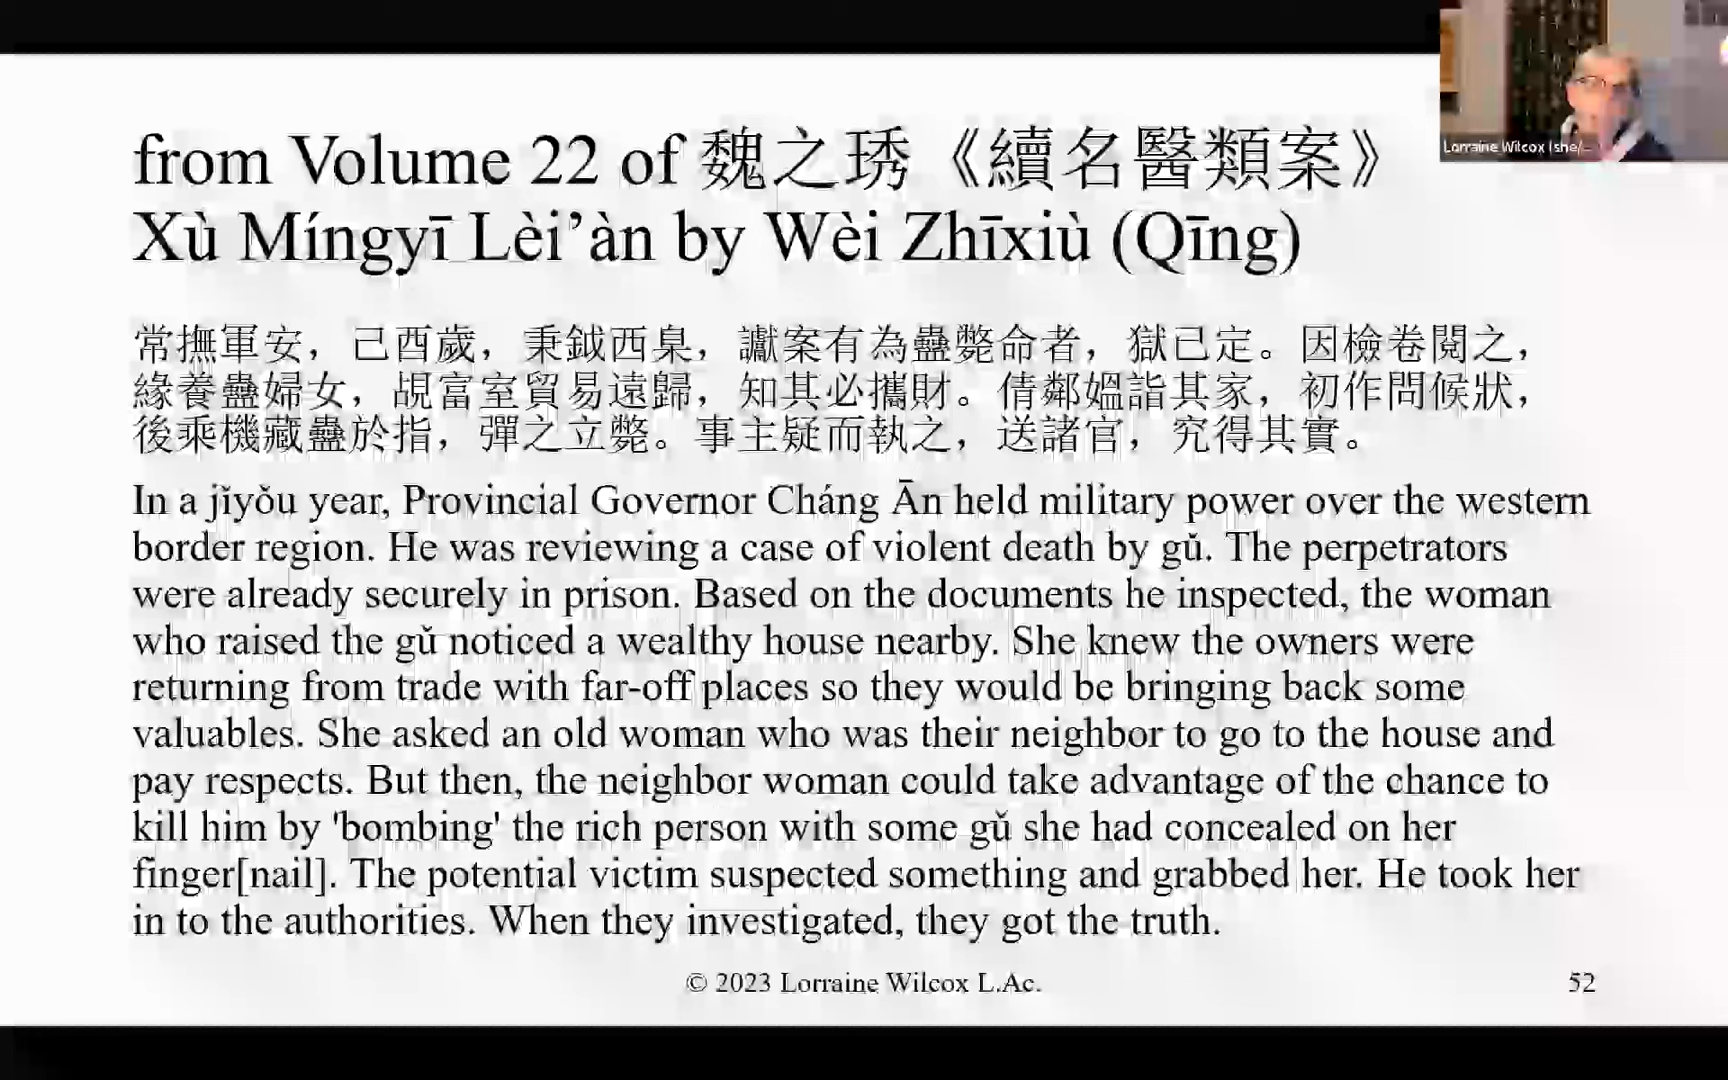 Lorraine Wilcox (she/...
from Volume 22 of 魏之琇《續名醫類案》
Xù Míngyī Lèi’àn by Wèi Zhīxiù (Qīng)
常撫軍安，己酉歲，秉鉞西臬，讞案有為蠱斃命者，獄已定。因檢卷閱之，
緣養蠱婦女，覘富室貿易遠歸，知其必攜財。倩鄰媼詣其家，初作問候狀，
後乘機藏蠱於指，彈之立斃。事主疑而執之，送諸官，究得其實。
In a jǐyǒu year, Provincial Governor Cháng Ān held military power over the western
border region. He was reviewing a case of violent death by gǔ. The perpetrators
were already securely in prison. Based on the documents he inspected, the woman
who raised the gǔ noticed a wealthy house nearby. She knew the owners were
returning from trade with far-off places so they would be bringing back some
valuables. She asked an old woman who was their neighbor to go to the house and
pay respects. But then, the neighbor woman could take advantage of the chance to
kill him by 'bombing' the rich person with some gǔ she had concealed on her
finger[nail]. The potential victim suspected something and grabbed her. He took her
in to the authorities. When they investigated, they got the truth.
© 2023 Lorraine Wilcox L.Ac.
52